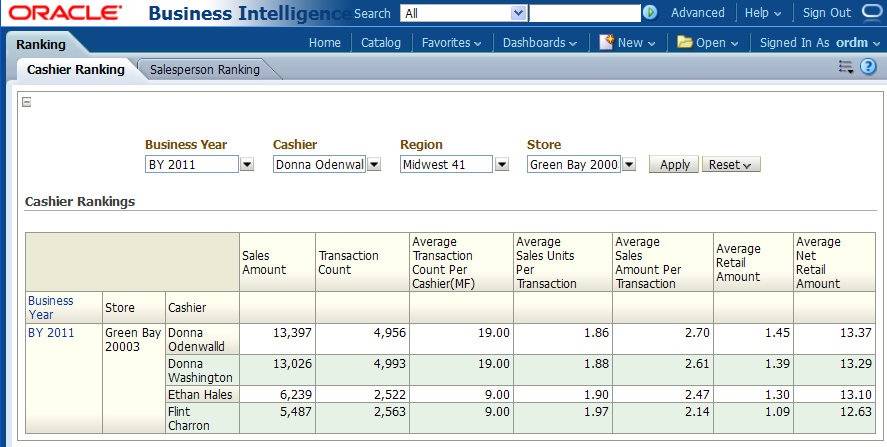 ORACLE Business Intelligence Search All Advanced Help Sign Out
Ranking Home Catalog Favorites Dashboards New Open Signed In As ordm
Cashier Ranking Salesperson Ranking
Business Year Cashier Region Store
BY 2011 Donna Odenwal Midwest 41 Green Bay 2000 Apply Reset
Cashier Rankings
Sales Amount Transaction Count Average Transaction Count Per Cashier(MF) Average Sales Units Per Transaction Average Sales Amount Per Transaction Average Retail Amount Average Net Retail Amount
Business Year Store Cashier
BY 2011 Green Bay 20003 Donna Odenwalld 13,397 4,956 19.00 1.86 2.70 1.45 13.37
Donna Washington 13,026 4,993 19.00 1.88 2.61 1.39 13.29
Ethan Hales 6,239 2,522 9.00 1.90 2.47 1.30 13.10
Flint Charron 5,487 2,563 9.00 1.97 2.14 1.09 12.63